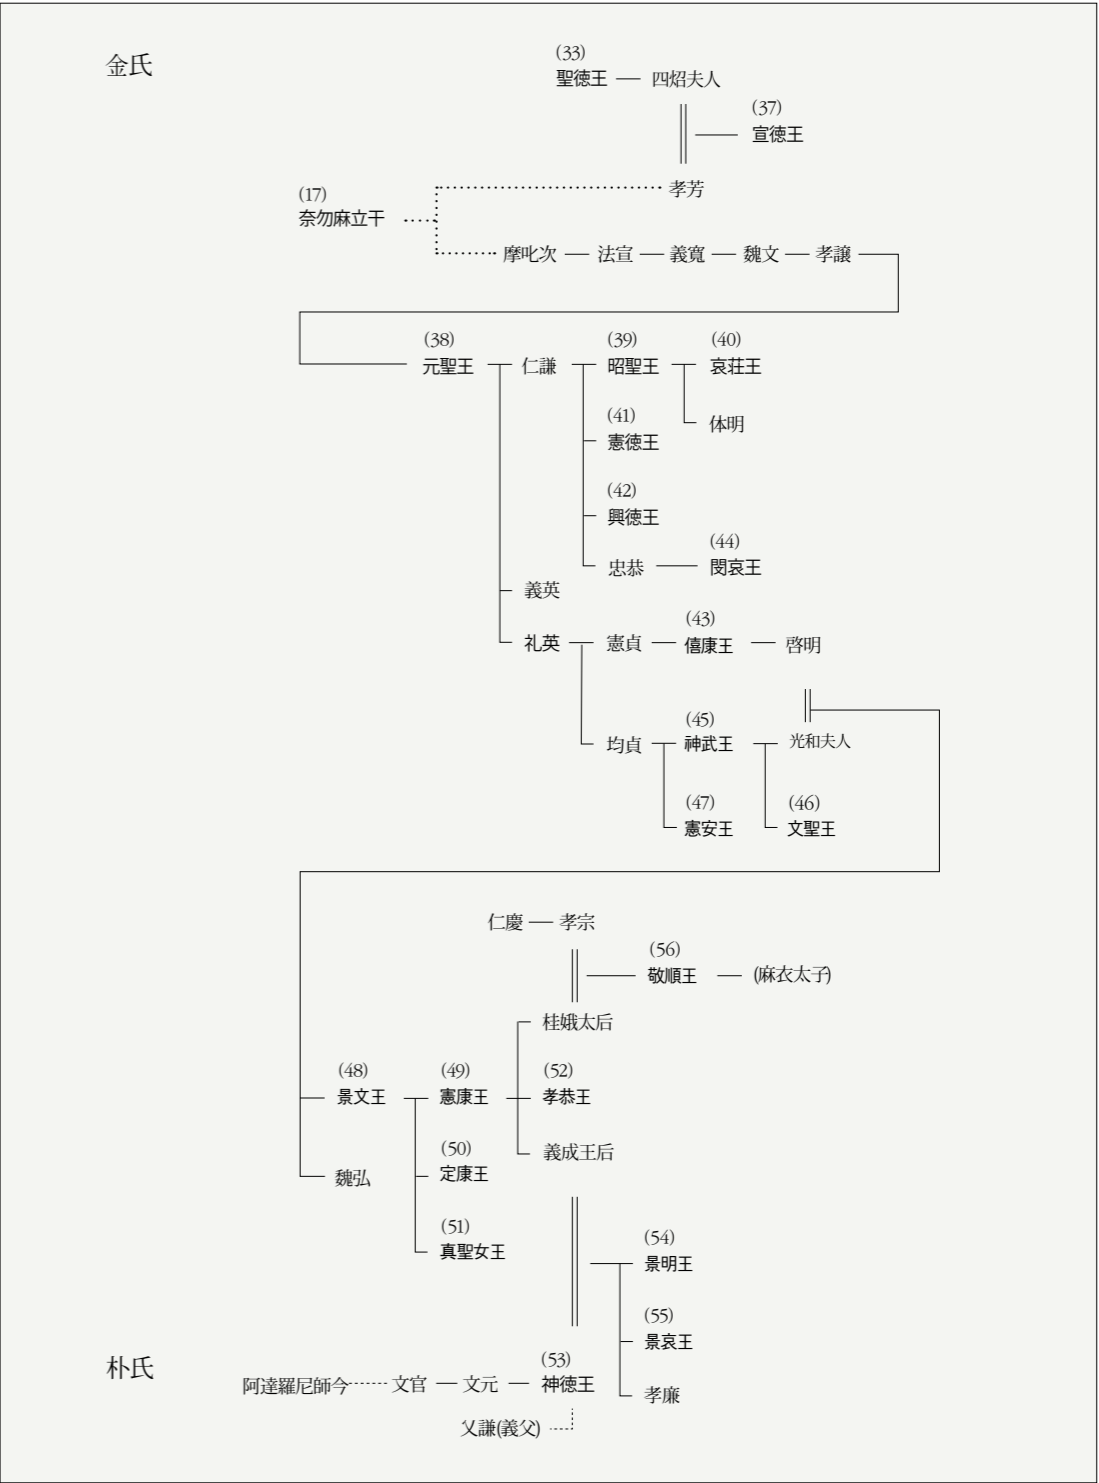 金氏
(33)
聖徳王 四炤夫人
(37)
宣徳王
孝芳
(17)
奈勿麻立干
摩叱次 法宣 義寛 魏文 孝譲
(38) (39) (40)
元聖王 仁謙 昭聖王 哀荘王
(41)
体明
憲徳王
(42)
興徳王
(44)
忠恭 閔哀王
義英
(43)
礼英 憲貞 僖康王 啓明
(45)
均貞 神武王 光和夫人
(47) (46)
憲安王 文聖王
仁慶 孝宗
(56)
敬順王 (麻衣太子)
桂娥太后
(48) (49) (52)
景文王 憲康王 孝恭王
(50) 義成王后
魏弘 定康王
(51)
真聖女王
(54)
景明王
(55)
景哀王
朴氏
(53)
阿達羅尼師今 文官 文元 神徳王
孝廉
乂謙(義父)